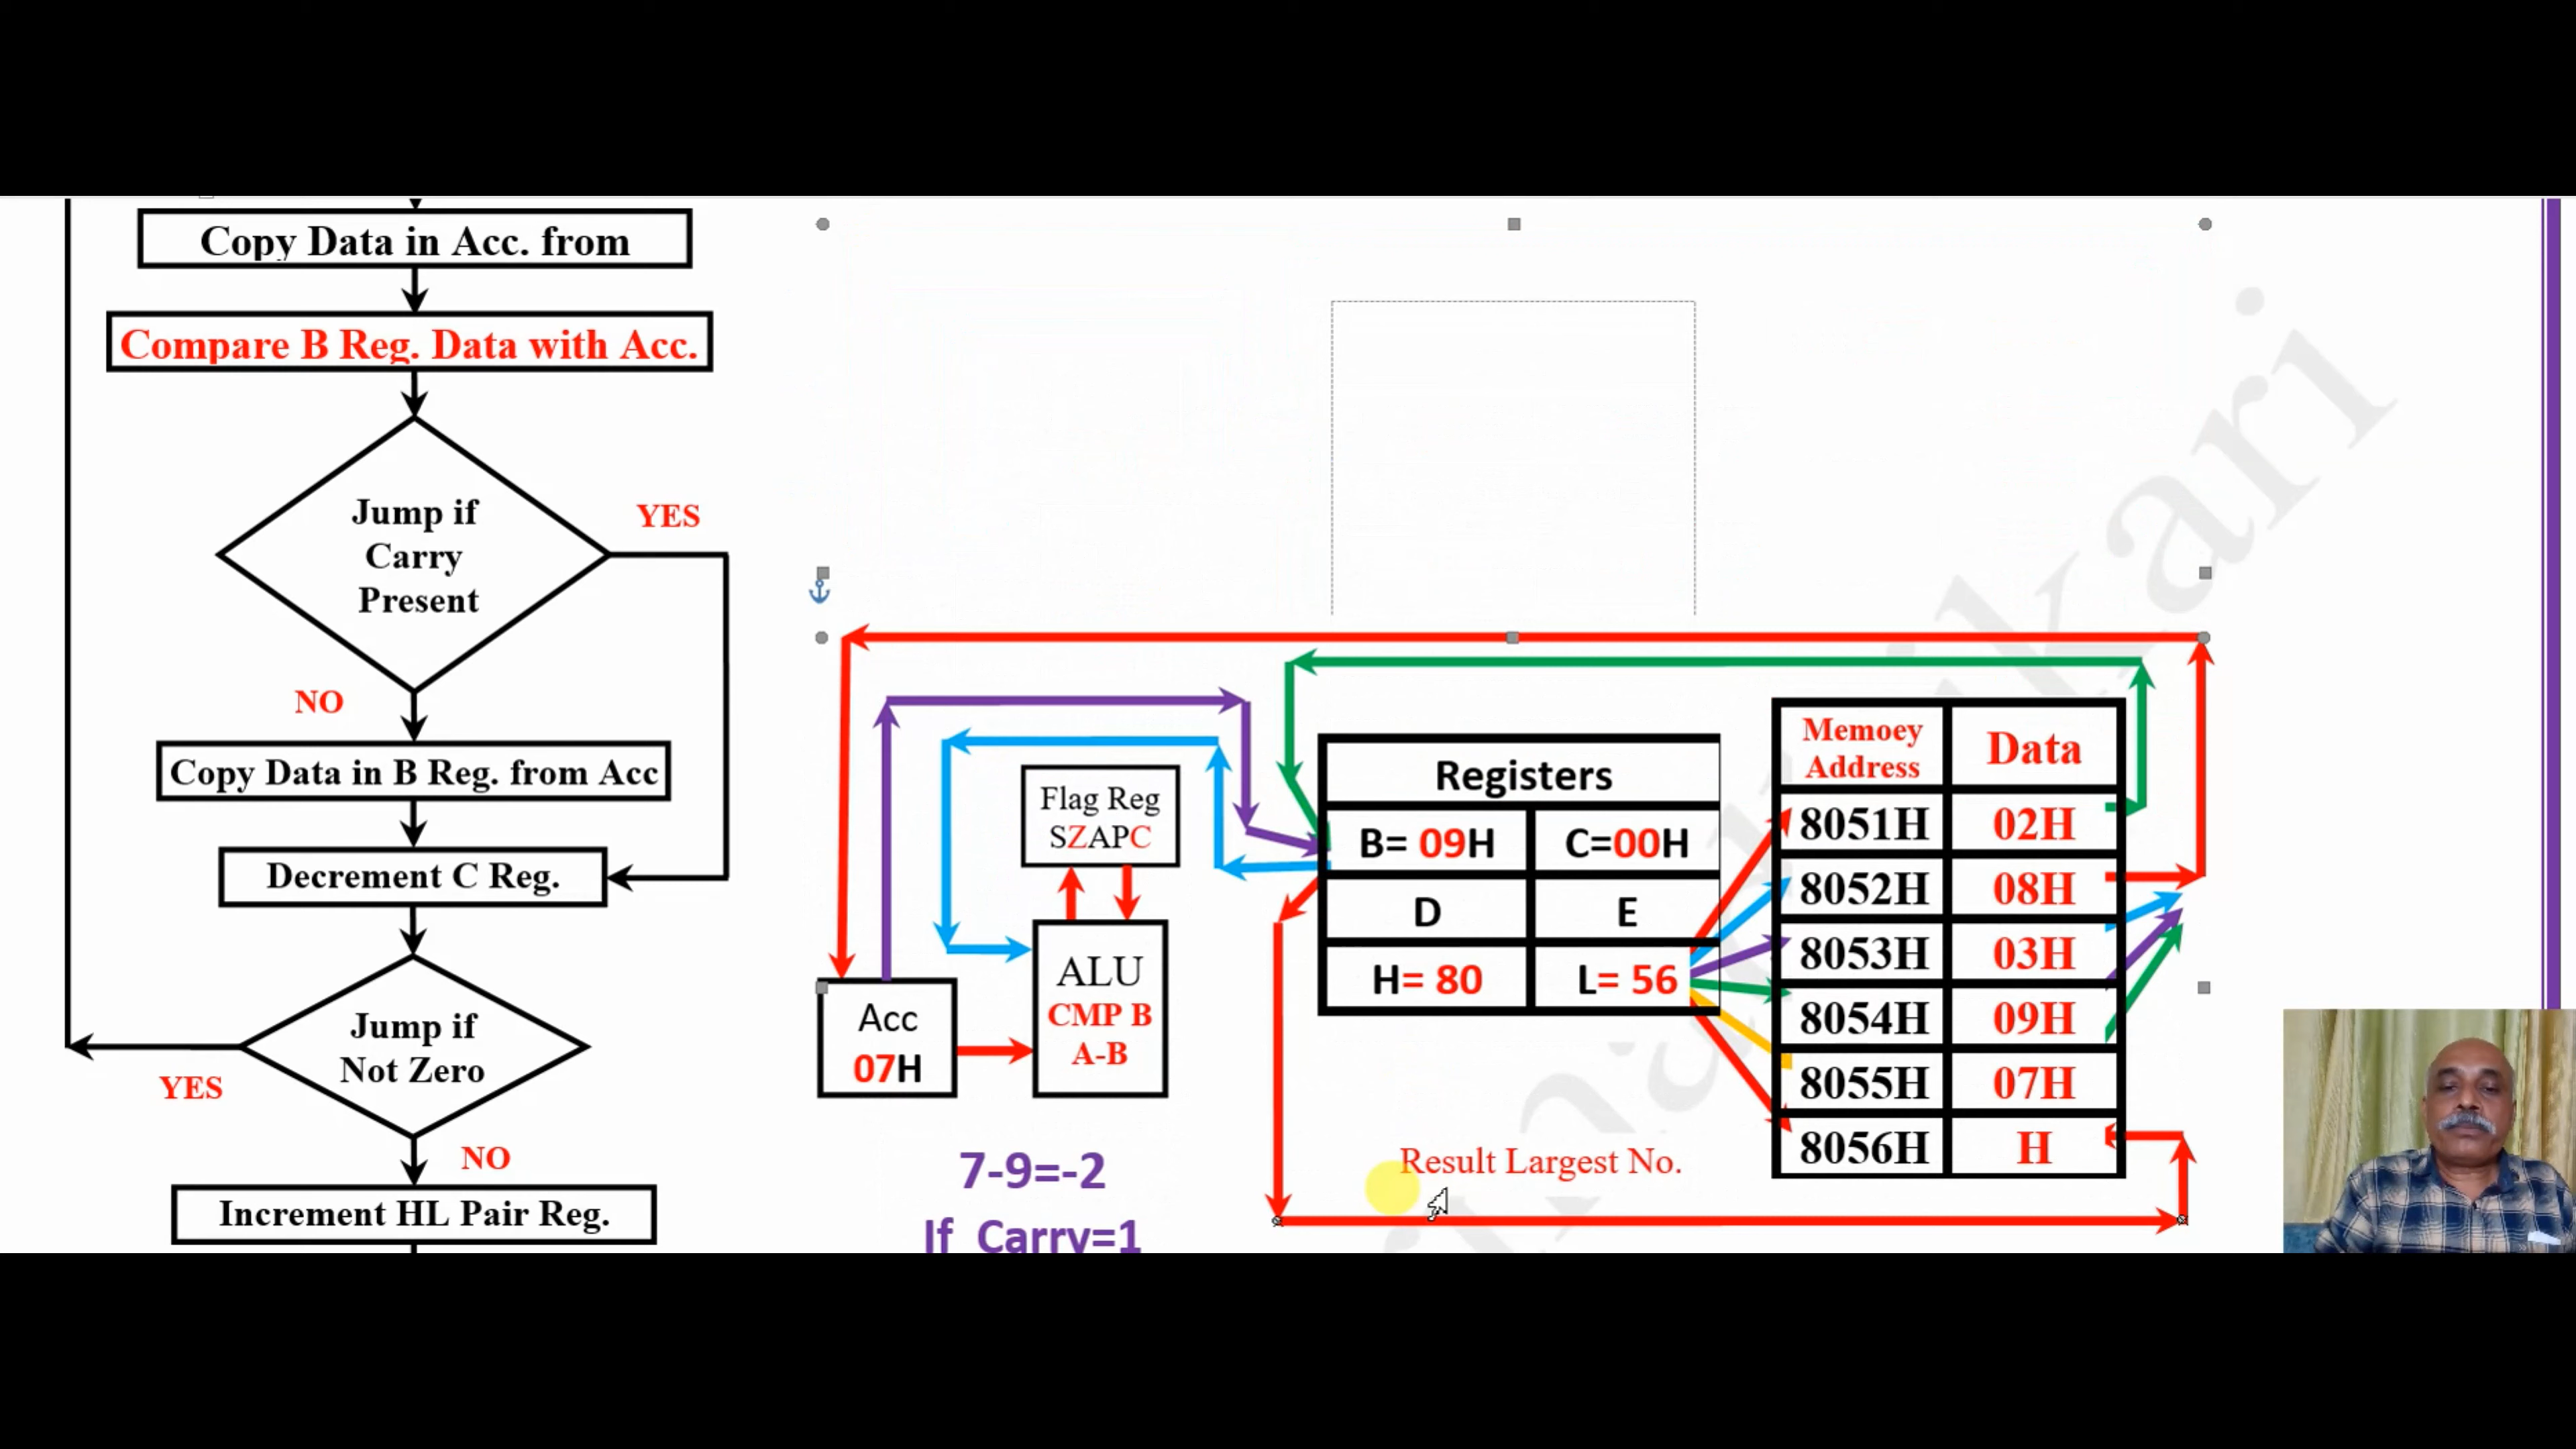 Copy Data in Acc. from
Compare B Reg. Data with Acc.
Jump if
Carry
Present
YES
NO
Copy Data in B Reg. from Acc
Decrement C Reg.
Jump if
Not Zero
YES
NO
Increment HL Pair Reg.
Flag Reg
SZAPC
ALU
CMP B
A-B
Acc
07H
7-9=-2
If Carry=1
Registers
B= 09H C=00H
D E
H= 80 L= 56
Memoey
Address
Data
8051H 02H
8052H 08H
8053H 03H
8054H 09H
8055H 07H
8056H H
Result Largest No.